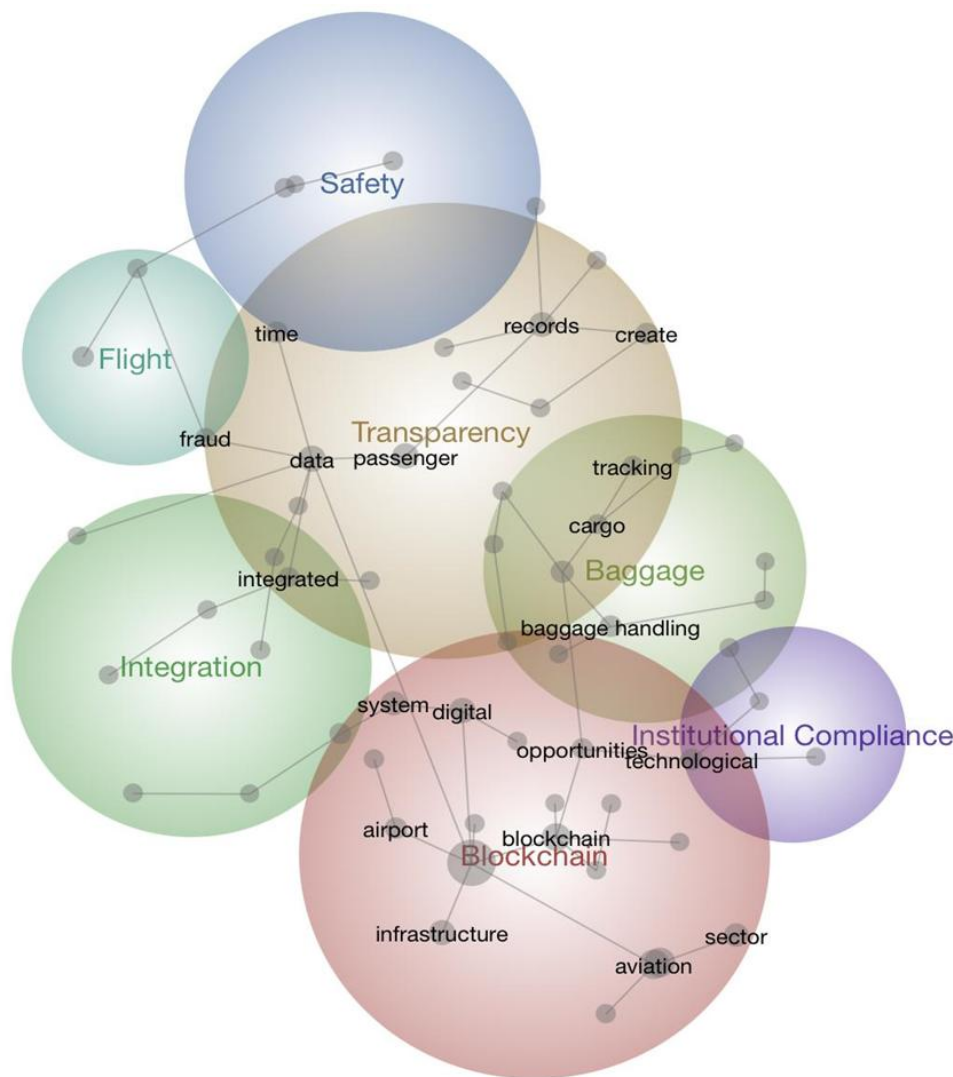 Safety
time
records
create
Flight
fraud
Transparency
data
passenger
tracking
cargo
integrated
Baggage
baggage handling
Integration
system
digital
opportunities
Institutional Compliance
technological
airport
blockchain
Blockchain
infrastructure
sector
aviation